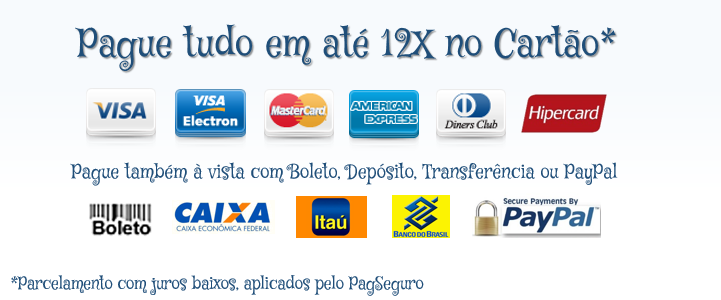 Pague tudo em até 12X no Cartão*
VISA VISA Electron MasterCard AMERICAN EXPRESS Diners Club Hipercard
Pague também à vista com Boleto, Depósito, Transferência ou PayPal
Boleto CAIXA CAIXA ECONÔMICA FEDERAL Itaú BANCO DO BRASIL Secure Payments By PayPal
*Parcelamento com juros baixos, aplicados pelo PagSeguro